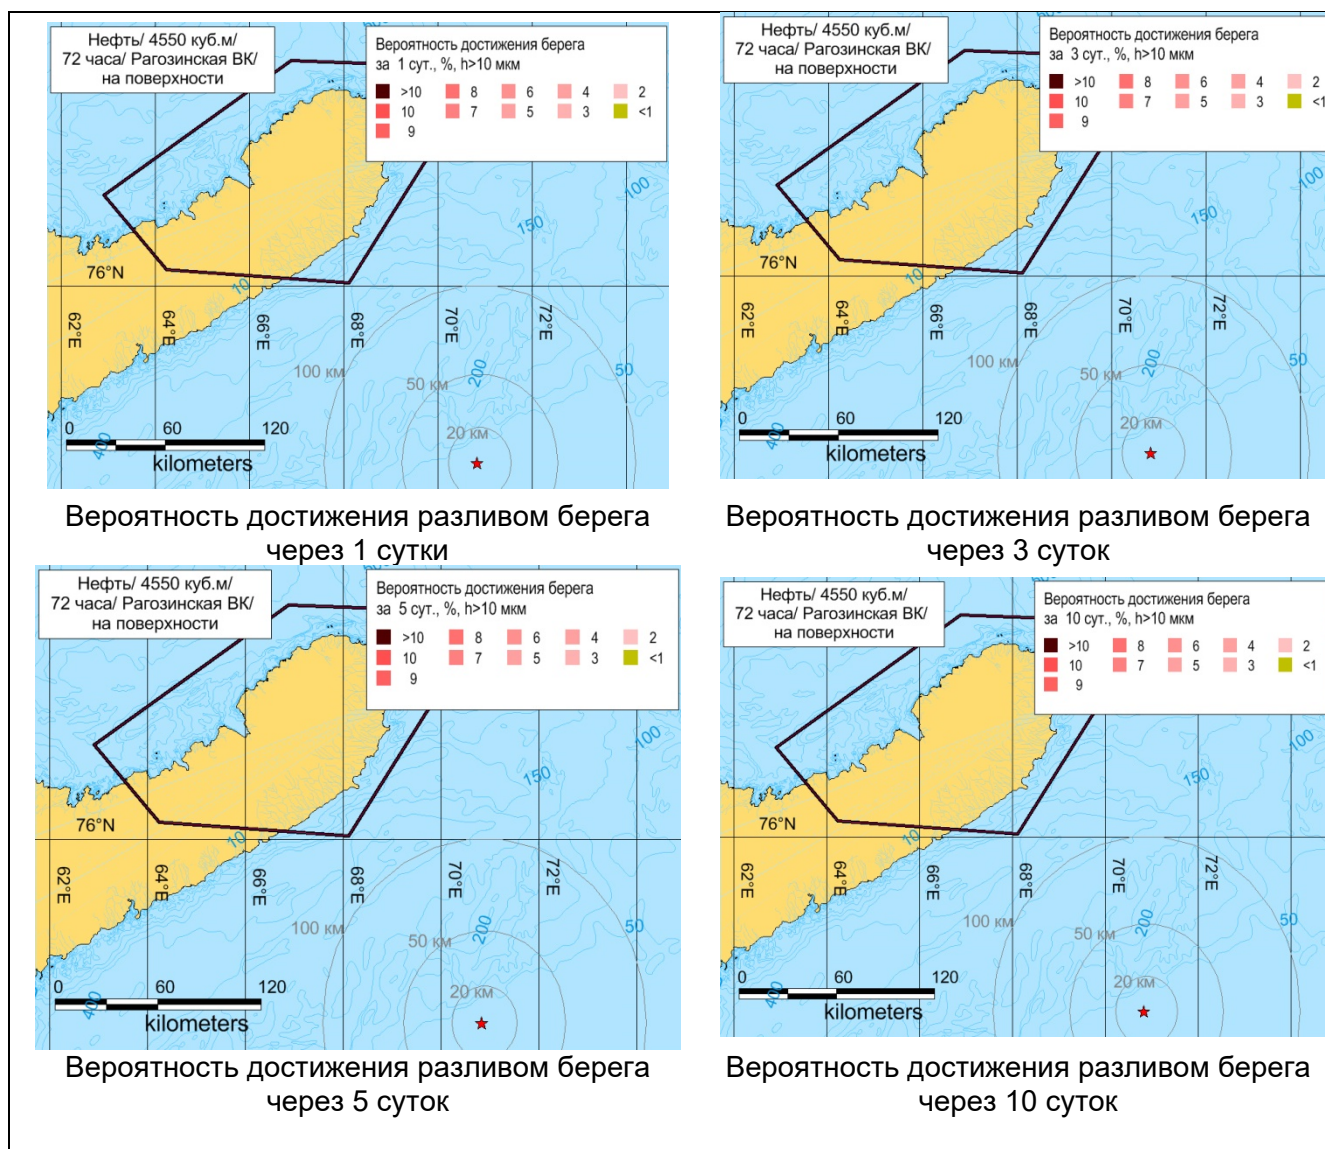 Нефть/ 4550 куб.м/
72 часа/ Рагозинская ВК/
на поверхности
Вероятность достижения берега
за 1 сут., %, h>10 мкм
>10 8 6 4 2
10 7 5 3 <1
9
100
150
76°N
10
62°E
64°E
66°E
68°E
70°E
72°E
100 км
50 км
200
50
20 км
0 60 120
400
kilometers
Вероятность достижения разливом берега
через 1 сутки
Нефть/ 4550 куб.м/
72 часа/ Рагозинская ВК/
на поверхности
Вероятность достижения берега
за 3 сут., %, h>10 мкм
>10 8 6 4 2
10 7 5 3 <1
9
100
150
76°N
10
62°E
64°E
66°E
68°E
70°E
72°E
100 км
50 км
200
50
20 км
0 60 120
400
kilometers
Вероятность достижения разливом берега
через 3 суток
Нефть/ 4550 куб.м/
72 часа/ Рагозинская ВК/
на поверхности
Вероятность достижения берега
за 5 сут., %, h>10 мкм
>10 8 6 4 2
10 7 5 3 <1
9
100
150
76°N
10
62°E
64°E
66°E
68°E
70°E
72°E
100 км
50 км
200
50
20 км
0 60 120
400
kilometers
Вероятность достижения разливом берега
через 5 суток
Нефть/ 4550 куб.м/
72 часа/ Рагозинская ВК/
на поверхности
Вероятность достижения берега
за 10 сут., %, h>10 мкм
>10 8 6 4 2
10 7 5 3 <1
9
100
150
76°N
10
62°E
64°E
66°E
68°E
70°E
72°E
100 км
50 км
200
50
20 км
0 60 120
400
kilometers
Вероятность достижения разливом берега
через 10 суток